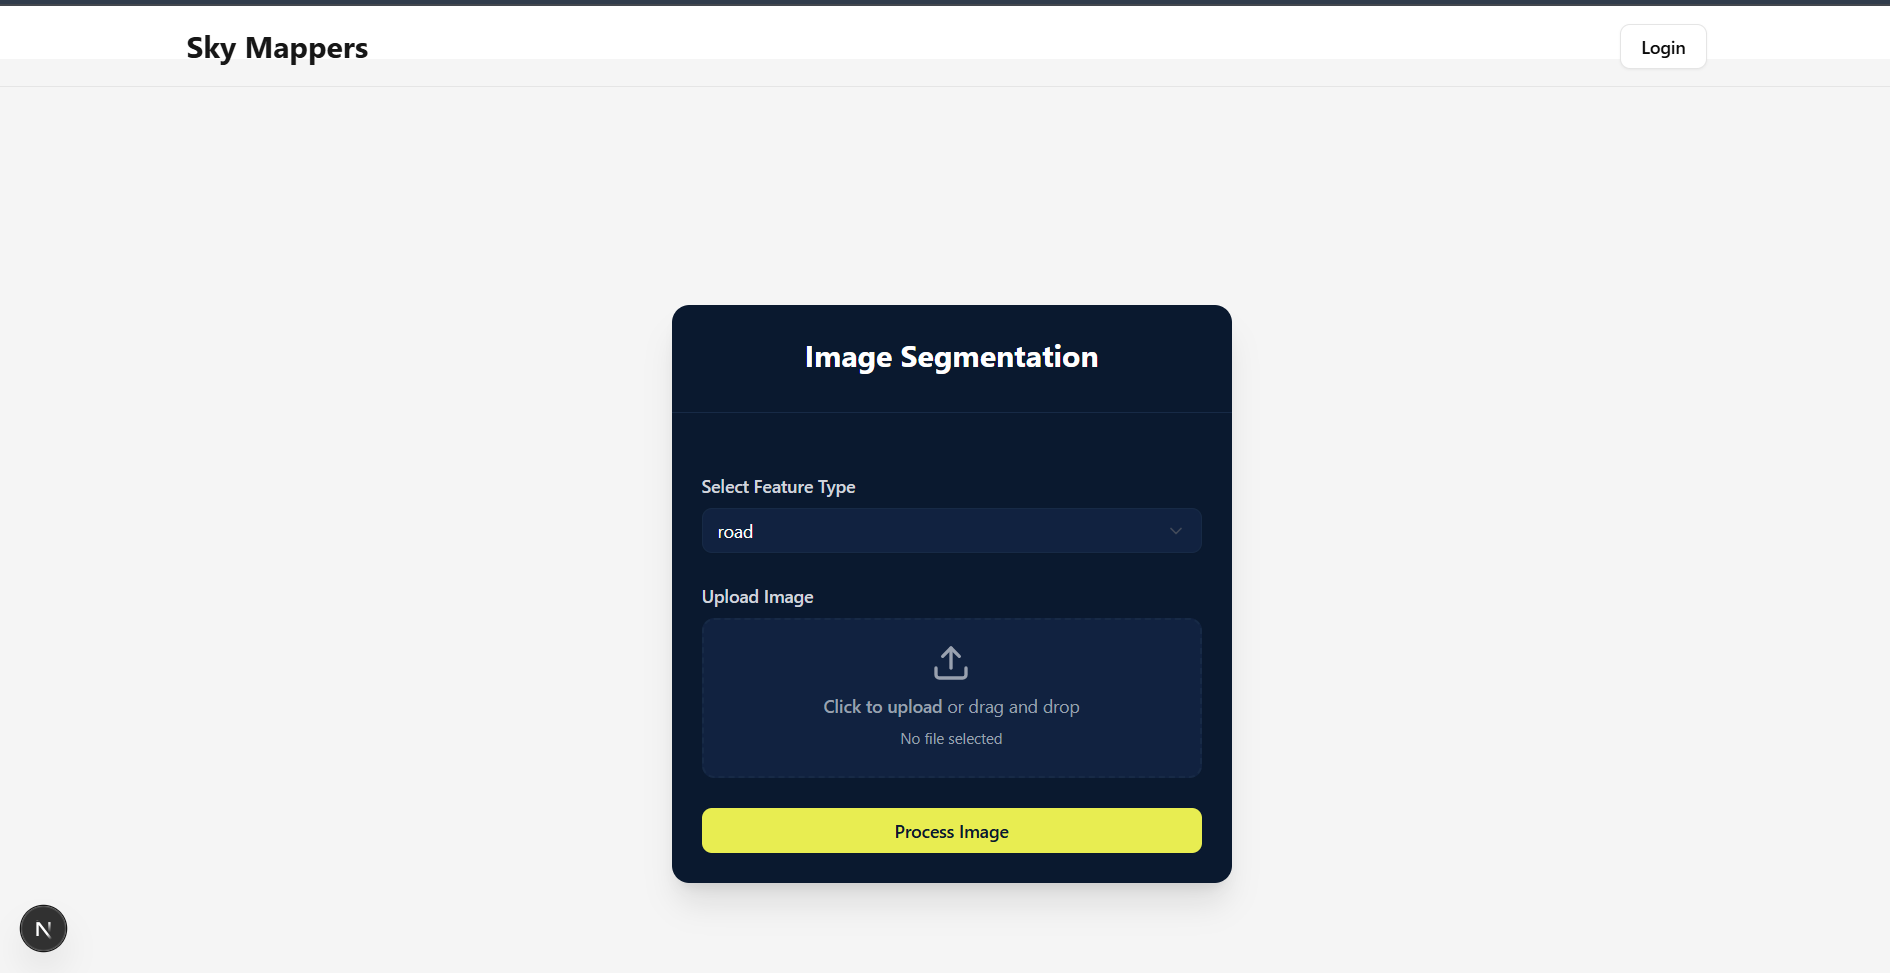 Sky Mappers
Login
Image Segmentation
Select Feature Type
road
Upload Image
Click to upload or drag and drop
No file selected
Process Image
N